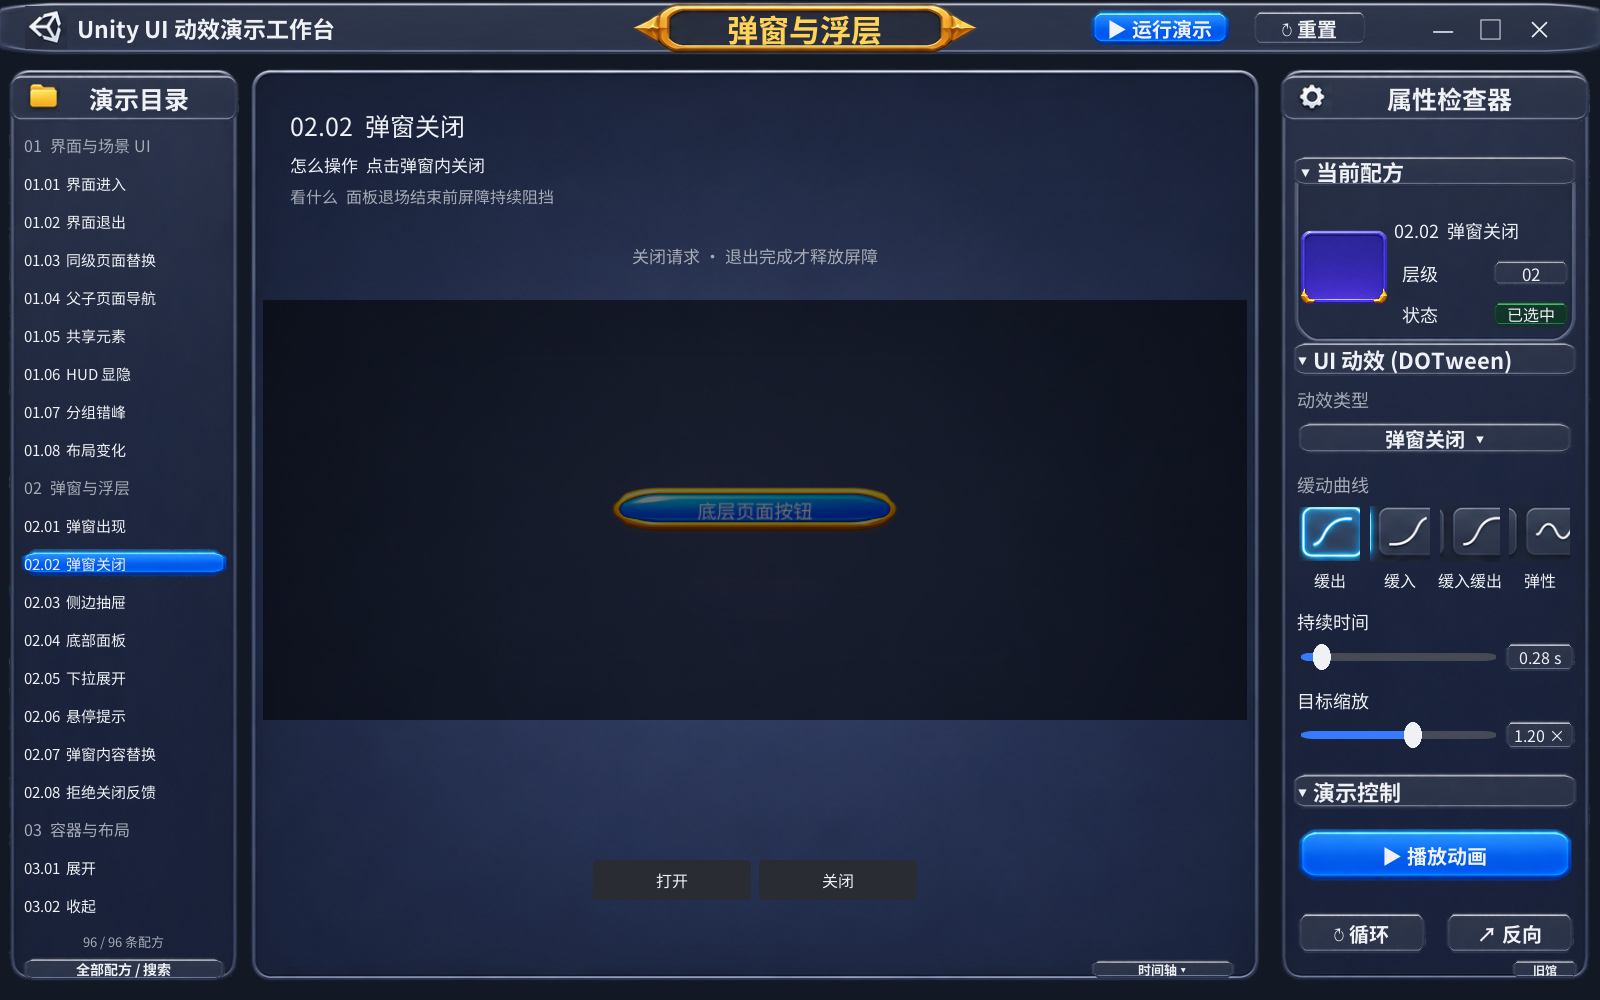 Unity UI 动效演示工作台
弹窗与浮层
▶ 运行演示
重置
演示目录
01 界面与场景 UI
01.01 界面进入
01.02 界面退出
01.03 同级页面替换
01.04 父子页面导航
01.05 共享元素
01.06 HUD 显隐
01.07 分组错峰
01.08 布局变化
02 弹窗与浮层
02.01 弹窗出现
02.02 弹窗关闭
02.03 侧边抽屉
02.04 底部面板
02.05 下拉展开
02.06 悬停提示
02.07 弹窗内容替换
02.08 拒绝关闭反馈
03 容器与布局
03.01 展开
03.02 收起
96 / 96 条配方
全部配方 / 搜索
02.02 弹窗关闭
怎么操作 点击弹窗内关闭
看什么 面板退场结束前屏障持续阻挡
关闭请求 · 退出完成才释放屏障
底层页面按钮
打开
关闭
时间轴 ▾
属性检查器
▾ 当前配方
02.02 弹窗关闭
层级 02
状态 已选中
▾ UI 动效 (DOTween)
动效类型
弹窗关闭 ▾
缓动曲线
缓出 缓入 缓入缓出 弹性
持续时间
0.28 s
目标缩放
1.20 ×
▾ 演示控制
▶ 播放动画
循环
↗ 反向
旧馆